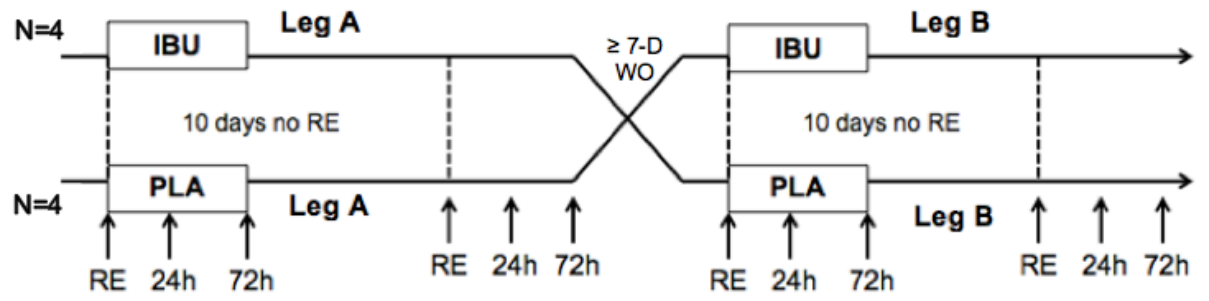 N=4
IBU
Leg A
≥ 7-D
WO
IBU
Leg B
10 days no RE
10 days no RE
N=4
PLA
Leg A
PLA
Leg B
RE 24h 72h
RE 24h 72h
RE 24h 72h
RE 24h 72h